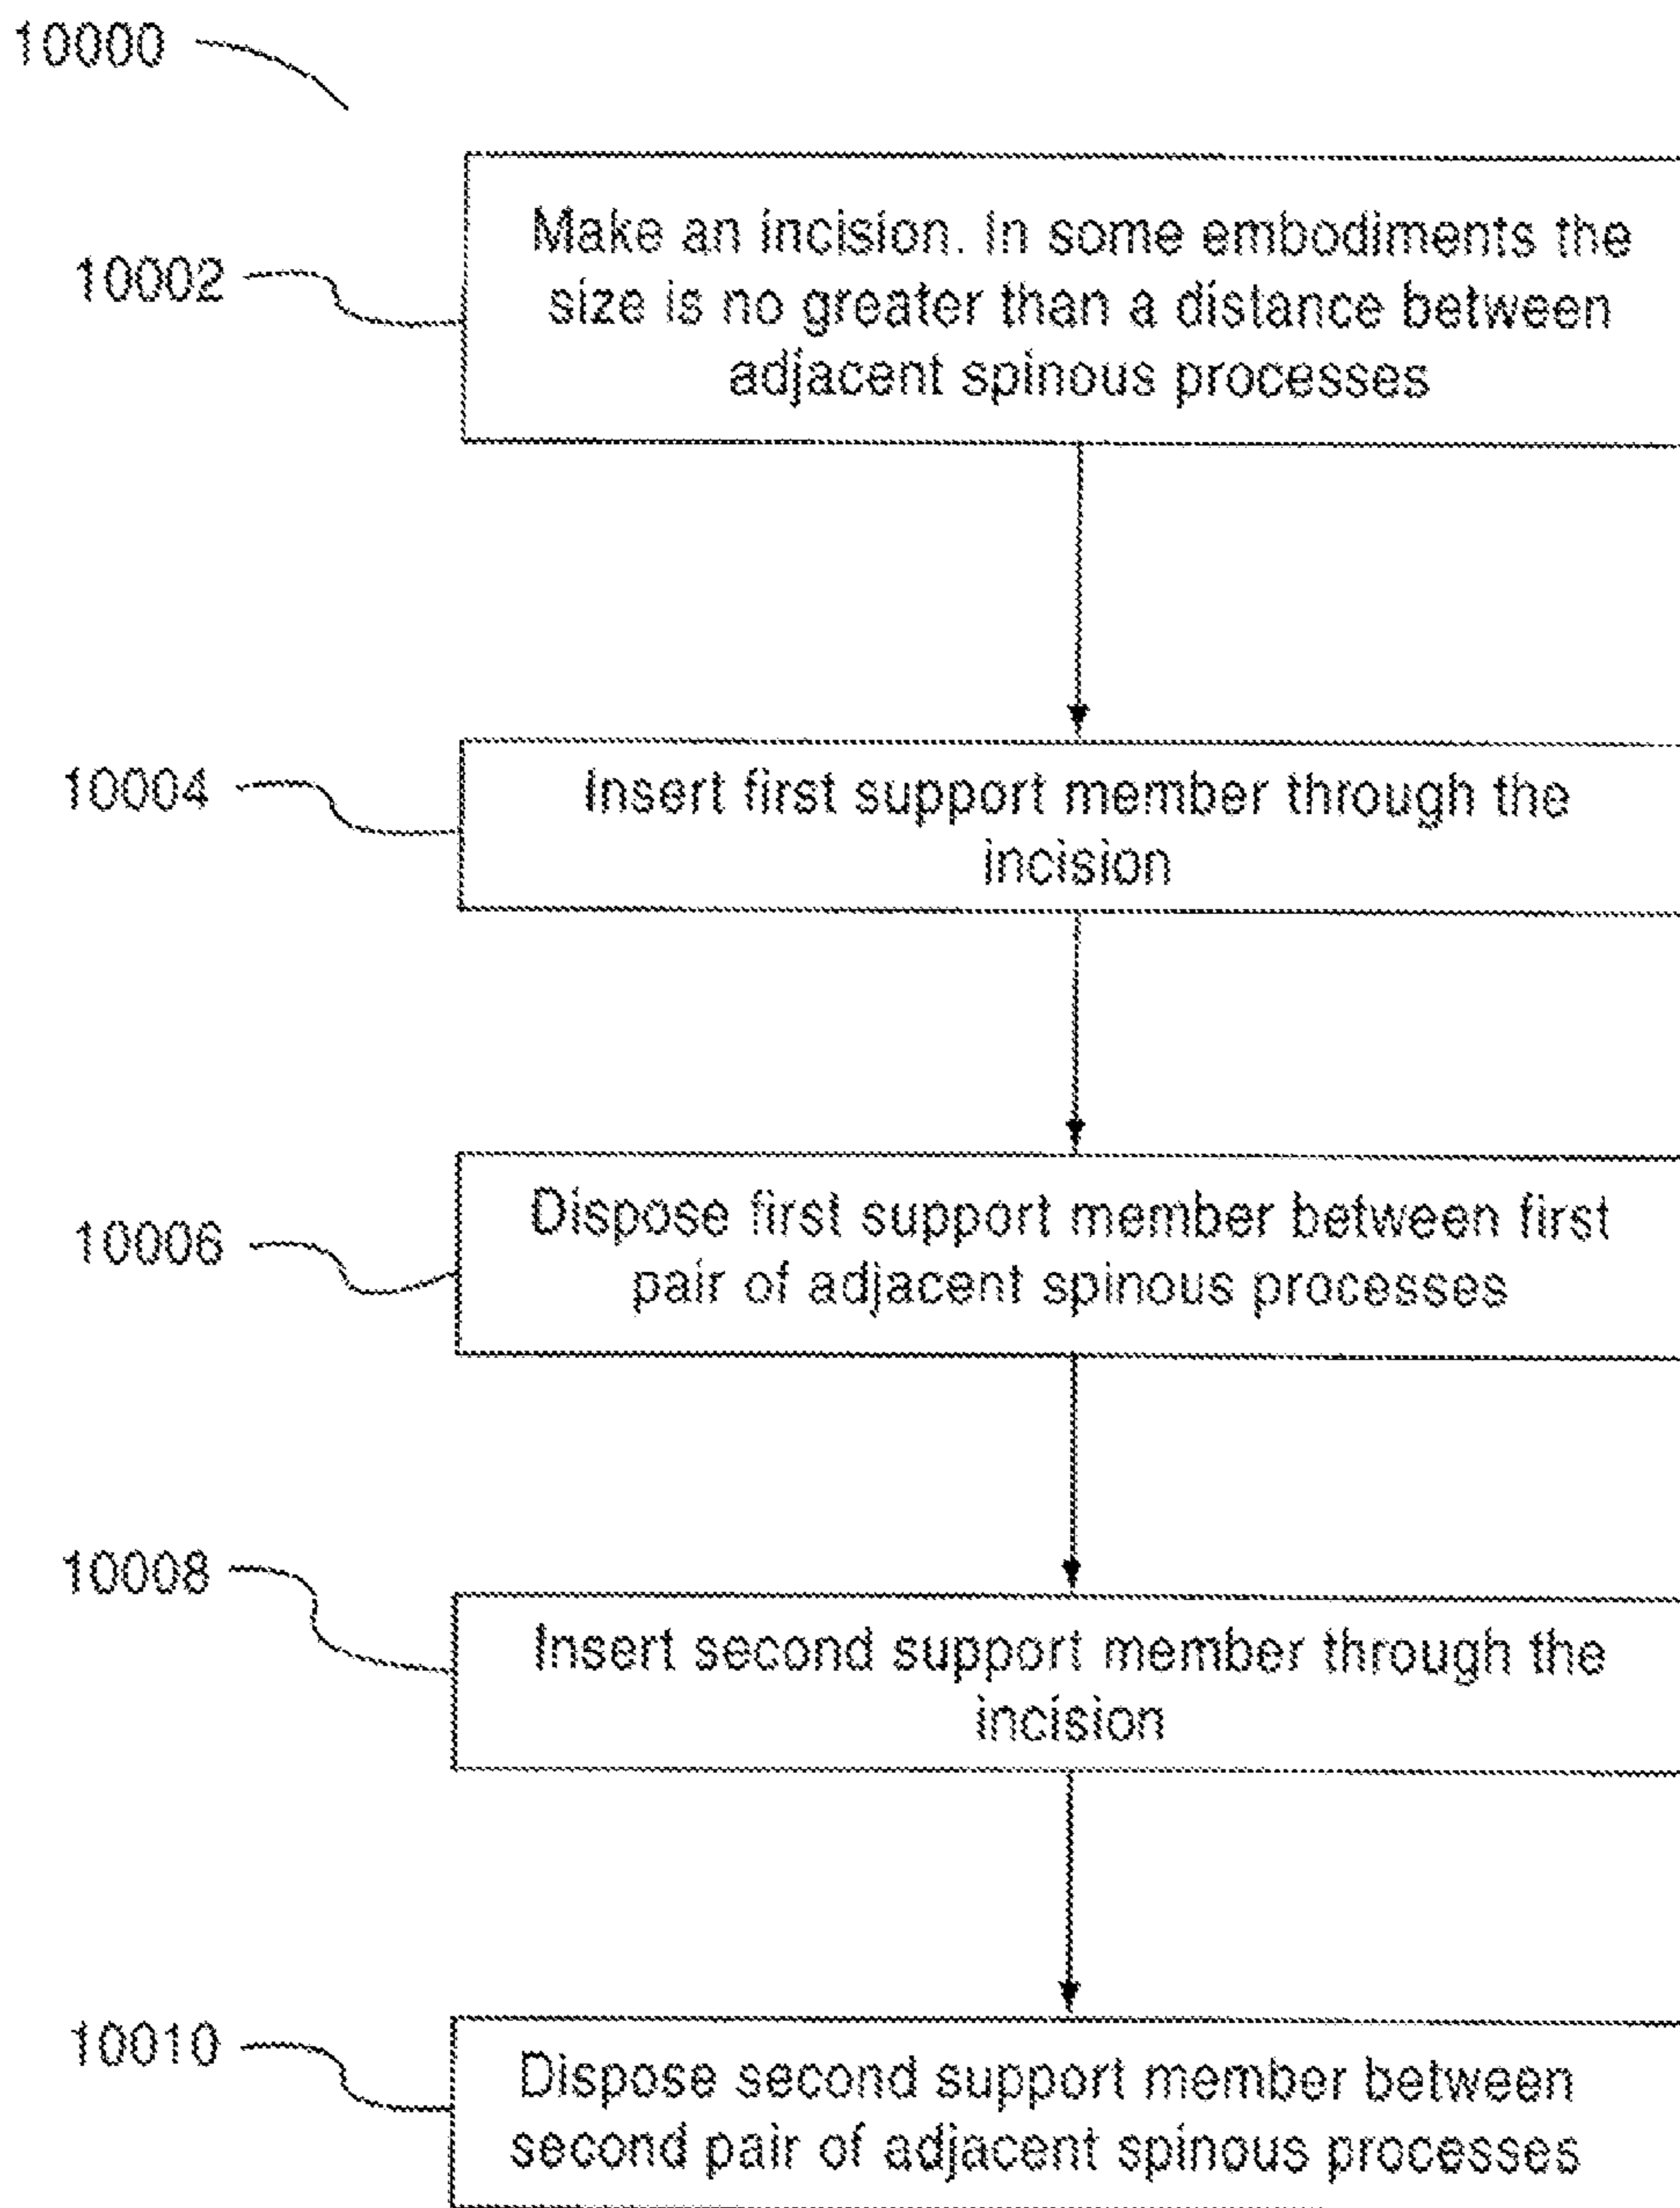 10000
10002
Make an incision. In some embodiments the
size is no greater than a distance between
adjacent spinous processes
10004
Insert first support member through the
incision
10006
Dispose first support member between first
pair of adjacent spinous processes
10008
Insert second support member through the
incision
10010
Dispose second support member between
second pair of adjacent spinous processes